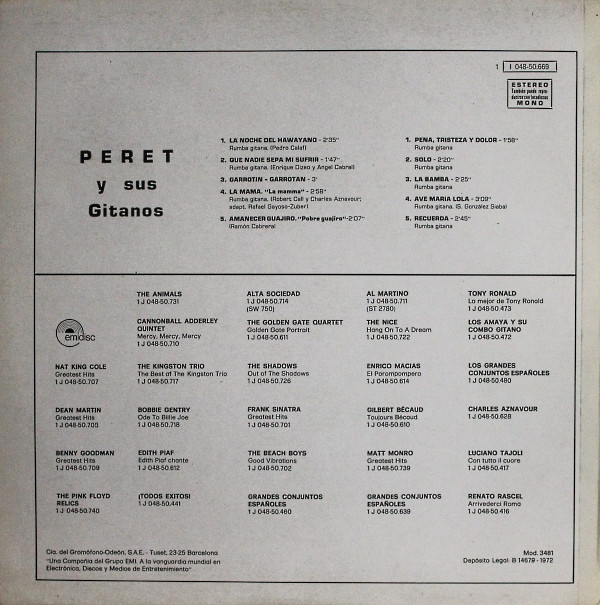 1 I 048-50.669
ESTEREO
También puede repro-
ducirse con tocadiscos
MONO
PERET
y sus
Gitanos
1. LA NOCHE DEL HAWAYANO - 2'35"
Rumba gitana. (Pedro Calaf)
2. QUE NADIE SEPA MI SUFRIR - 1'47"
Rumba gitana. (Enrique Dizeo y Angel Cabral)
3. GARROTIN - GARROTAN - 3'
4. LA MAMA. "La mamma" - 2'58"
Rumba gitana. (Robert Call y Charles Aznavour;
adapt. Rafael Gayoso-Zuber)
5. AMANECER GUAJIRO. "Pobre guajiro"-2'07"
(Ramón Cabrera)
1. PENA, TRISTEZA Y DOLOR - 1'58"
Rumba gitana
2. SOLO - 2'20"
Rumba gitana
3. LA BAMBA - 2'25"
Rumba gitana
4. AVE MARIA LOLA - 3'09"
Rumba gitana. (S. González Siaba)
5. RECUERDA - 2'45"
Rumba gitana
emidisc
THE ANIMALS
1 J 048-50.731
ALTA SOCIEDAD
1 J 048-50.714
(SW 750)
AL MARTINO
1 J 048-50.711
(ST 2780)
TONY RONALD
Lo mejor de Tony Ronald
1 J 048-50.473
CANNONBALL ADDERLEY
QUINTET
Mercy, Mercy, Mercy
1 J 048-50.710
THE GOLDEN GATE QUARTET
Golden Gate Portrait
1 J 048-50.611
THE NICE
Hang On To A Dream
1 J 048-50.722
LOS AMAYA Y SU
COMBO GITANO
1 J 048-50.472
NAT KING COLE
Greatest Hits
1 J 048-50.707
THE KINGSTON TRIO
The Best of The Kingston Trio
1 J 048-50.717
THE SHADOWS
Out of The Shadows
1 J 048-50.726
ENRICO MACIAS
El Porompompero
1 J 048-50.614
LOS GRANDES
CONJUNTOS ESPAÑOLES
1 J 048-50.480
DEAN MARTIN
Greatest Hits
1 J 048-50.705
BOBBIE GENTRY
Ode To Billie Joe
1 J 048-50.718
FRANK SINATRA
Greatest Hits
1 J 048-50.701
GILBERT BÉCAUD
Toujours Bécaud
1 J 048-50.610
CHARLES AZNAVOUR
1 J 048-50.628
BENNY GOODMAN
Greatest Hits
1 J 048-50.709
EDITH PIAF
Edith Piaf chante
1 J 048-50.612
THE BEACH BOYS
Good Vibrations
1 J 048-50.702
MATT MONRO
Greatest Hits
1 J 048-50.739
LUCIANO TAJOLI
Con tutto il cuore
1 J 048-50.417
THE PINK FLOYD
RELICS
1 J 048-50.740
¡TODOS EXITOS!
1 J 048-50.441
GRANDES CONJUNTOS
ESPAÑOLES
1 J 048-50.460
GRANDES CONJUNTOS
ESPAÑOLES
1 J 048-50.639
RENATO RASCEL
Arrivederci Roma
1 J 048-50 416
Cía. del Gramófono-Odeón, S.A.E. - Tuset, 23-25 Barcelona
"Una Compañía del Grupo EMI. A la vanguardia mundial en
Electrónica, Discos y Medios de Entretenimiento"
Mod. 3481
Depósito Legal: B 14679 - 1972